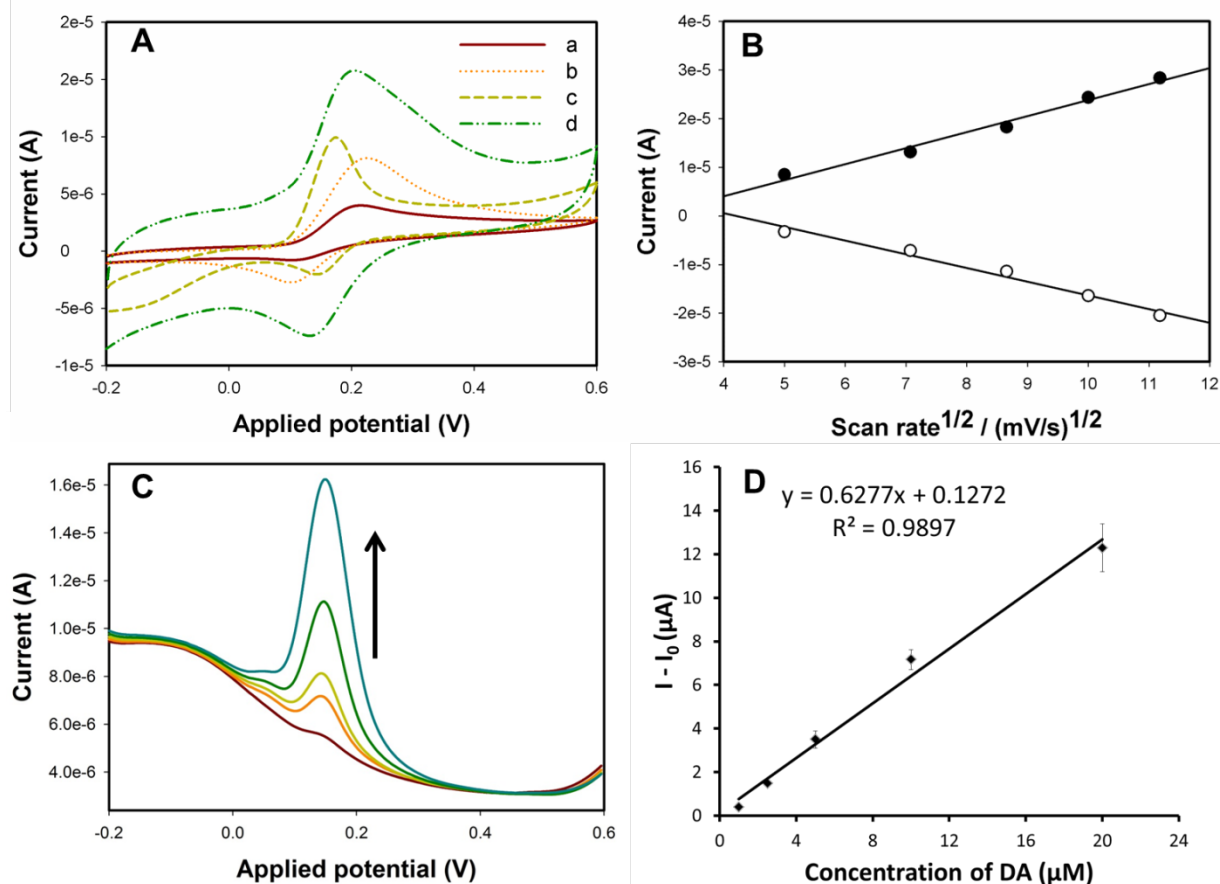 A
a
b
c
d
2e-5
2e-5
1e-5
5e-6
0
-5e-6
-1e-5
Current (A)
-0.2 0.0 0.2 0.4 0.6
Applied potential (V)
B
4e-5
3e-5
2e-5
1e-5
0
-1e-5
-2e-5
-3e-5
Current (A)
4 5 6 7 8 9 10 11 12
Scan rate1/2 / (mV/s)1/2
C
1.6e-5
1.4e-5
1.2e-5
1.0e-5
8.0e-6
6.0e-6
4.0e-6
Current (A)
-0.2 0.0 0.2 0.4 0.6
Applied potential (V)
D
y = 0.6277x + 0.1272
R² = 0.9897
16
14
12
10
8
6
4
2
0
I - I0 (µA)
0 4 8 12 16 20 24
Concentration of DA (µM)